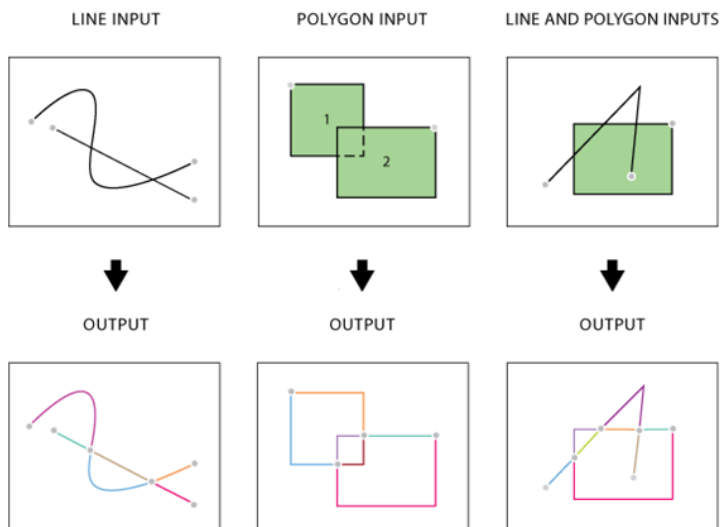 LINE INPUT
POLYGON INPUT
LINE AND POLYGON INPUTS
1
2
OUTPUT
OUTPUT
OUTPUT